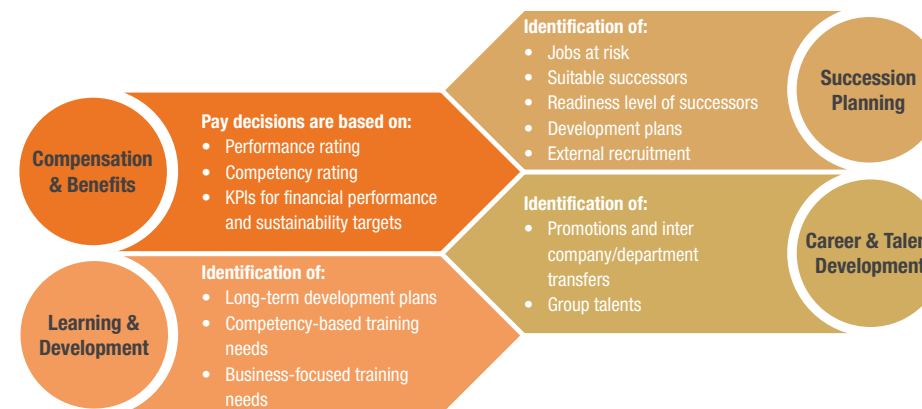 Compensation
& Benefits
Pay decisions are based on:
• Performance rating
• Competency rating
• KPIs for financial performance
and sustainability targets
Identification of:
• Jobs at risk
• Suitable successors
• Readiness level of successors
• Development plans
• External recruitment
Succession
Planning
Learning &
Development
Identification of:
• Long-term development plans
• Competency-based training
needs
• Business-focused training
needs
Identification of:
• Promotions and inter
company/department
transfers
• Group talents
Career & Talen
Development